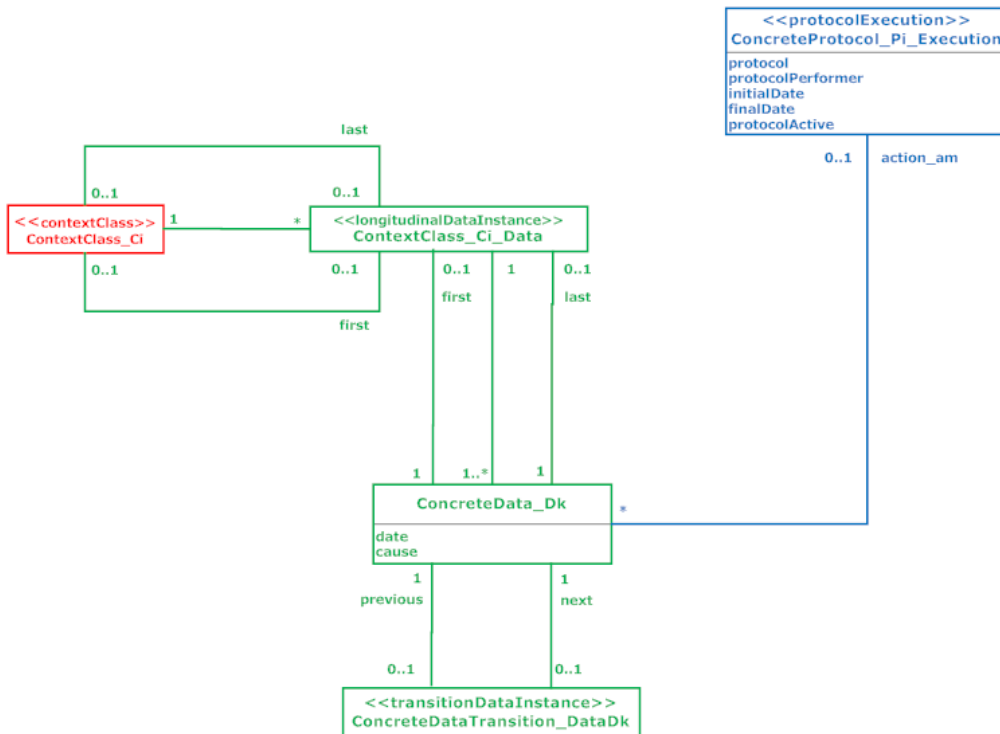 <<protocolExecution>>
ConcreteProtocol_Pi_Execution
protocol
protocolPerformer
initialDate
finalDate
protocolActive
last
0..1 action_am
0..1 0..1
<<contextClass>>
ContextClass_Ci
1 *
<<longitudinalDataInstance>>
ContextClass_Ci_Data
0..1 0..1 0..1 1 0..1
first last
first
1 1..* 1
ConcreteData_Dk
*
date
cause
1 1
previous next
0..1 0..1
<<transitionDataInstance>>
ConcreteDataTransition_DataDk